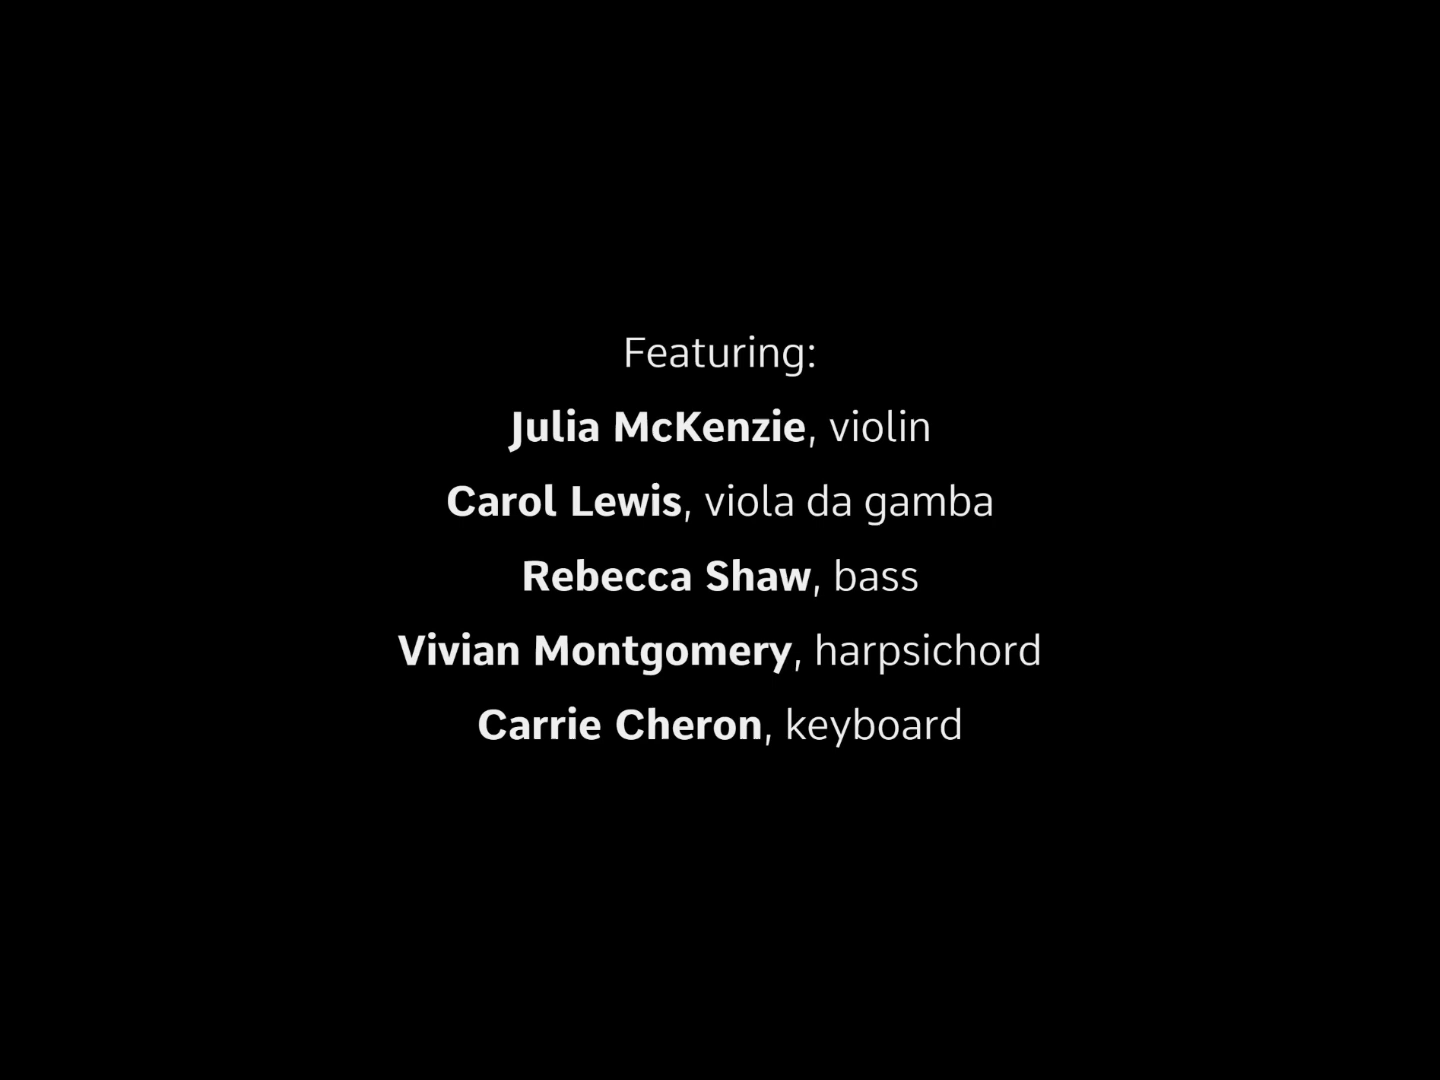 Featuring:
Julia McKenzie, violin
Carol Lewis, viola da gamba
Rebecca Shaw, bass
Vivian Montgomery, harpsichord
Carrie Cheron, keyboard